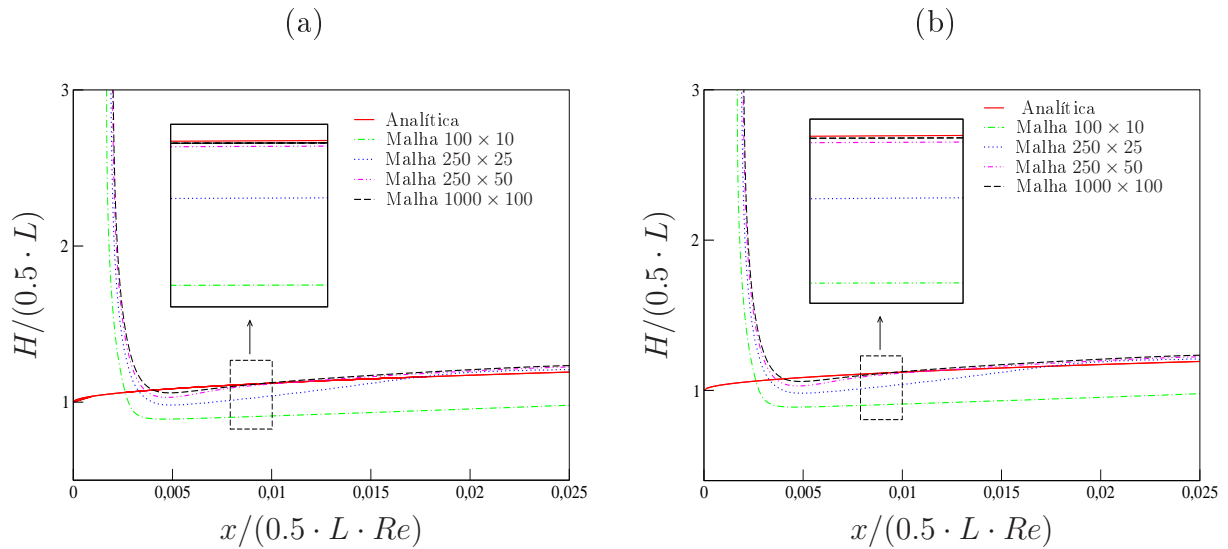 (a)
3
2
1
H/(0.5 · L)
Analítica
Malha 100 × 10
Malha 250 × 25
Malha 250 × 50
Malha 1000 × 100
0
0,005
0,01
0,015
0,02
0,025
x/(0.5 · L · Re)
(b)
3
2
1
H/(0.5 · L)
Analítica
Malha 100 × 10
Malha 250 × 25
Malha 250 × 50
Malha 1000 × 100
0
0,005
0,01
0,015
0,02
0,025
x/(0.5 · L · Re)